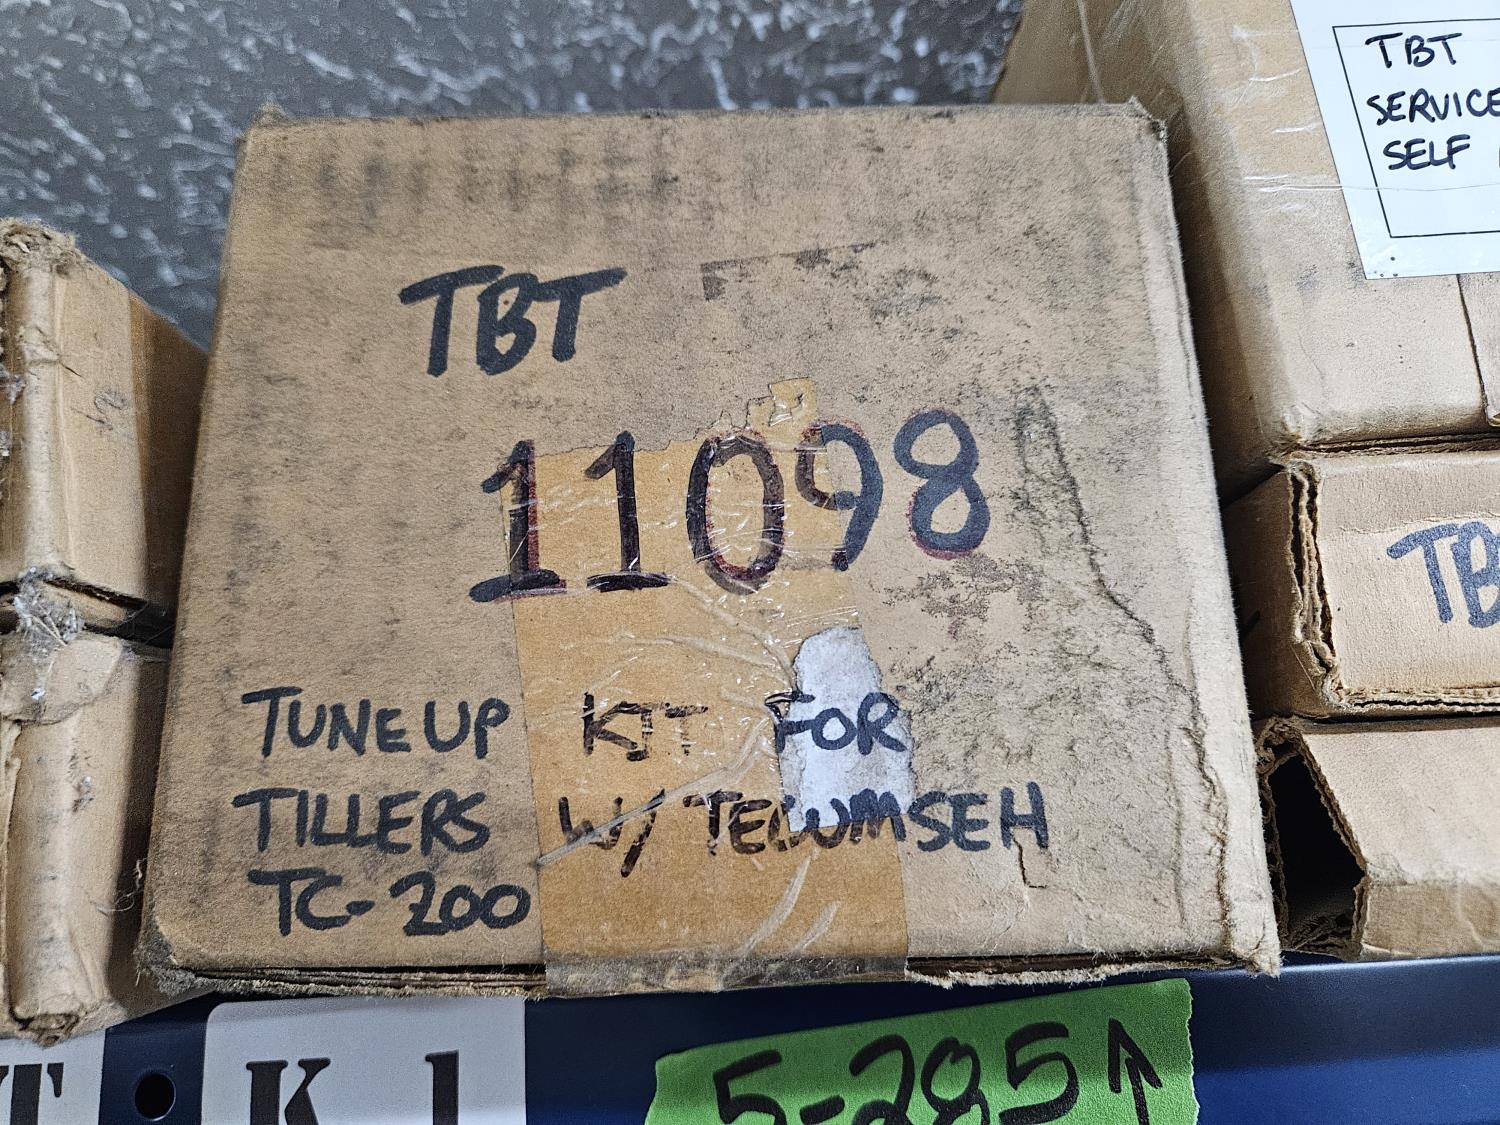 TBT
11098
TUNE UP KIT FOR
TILLERS W/ TECUMSEH
TC-200
TBT
SERVICE
SELF
TB
K 1
5-285↑